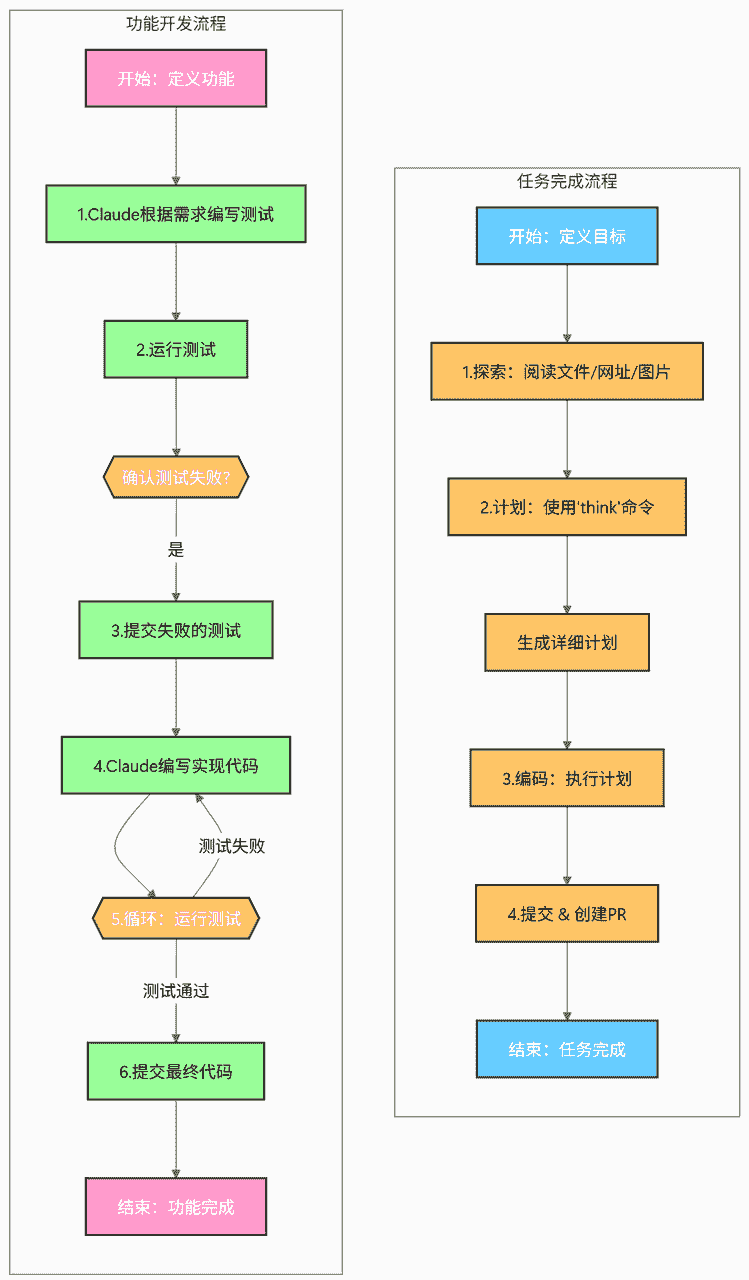 功能开发流程
开始：定义功能
1.Claude根据需求编写测试
2.运行测试
确认测试失败?
是
3.提交失败的测试
4.Claude编写实现代码
测试失败
5.循环：运行测试
测试通过
6.提交最终代码
结束：功能完成
任务完成流程
开始：定义目标
1.探索：阅读文件/网址/图片
2.计划：使用'think'命令
生成详细计划
3.编码：执行计划
4.提交 & 创建PR
结束：任务完成